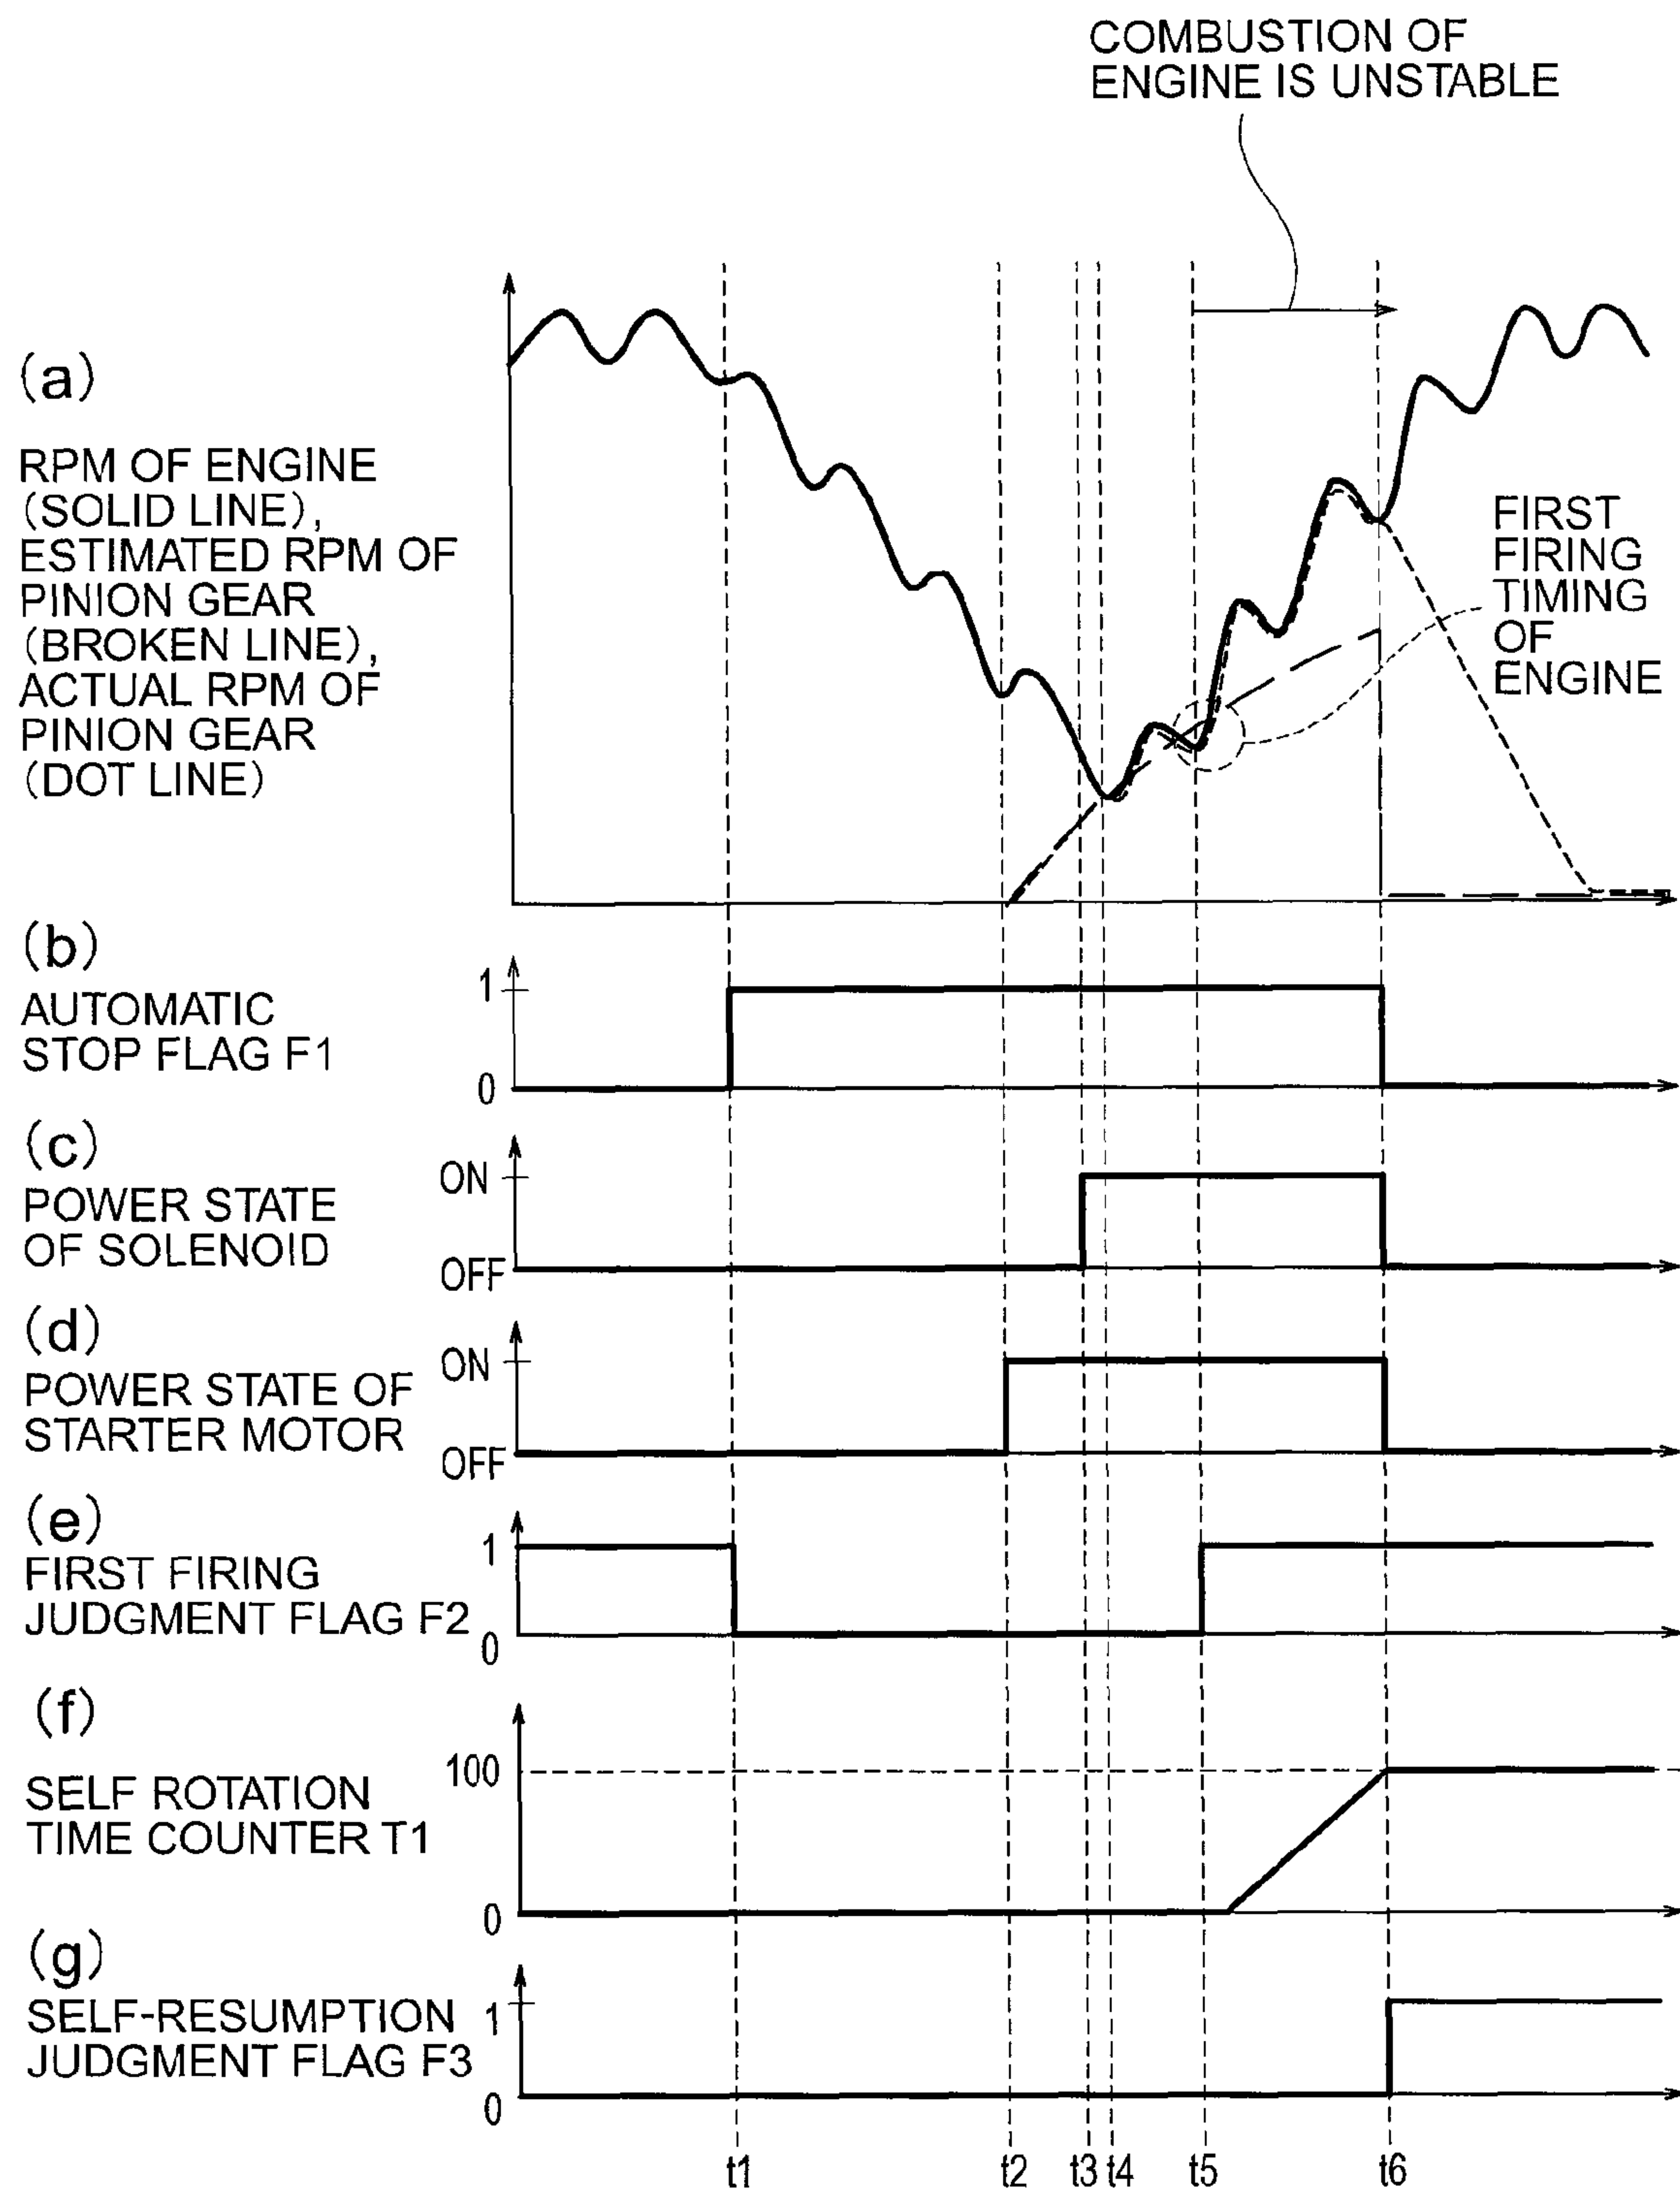 COMBUSTION OF
ENGINE IS UNSTABLE
(a)
RPM OF ENGINE
(SOLID LINE),
ESTIMATED RPM OF
PINION GEAR
(BROKEN LINE),
ACTUAL RPM OF
PINION GEAR
(DOT LINE)
FIRST
FIRING
TIMING
OF
ENGINE
(b)
AUTOMATIC
STOP FLAG F1
1
0
(c)
POWER STATE
OF SOLENOID
ON
OFF
(d)
POWER STATE OF
STARTER MOTOR
ON
OFF
(e)
FIRST FIRING
JUDGMENT FLAG F2
1
0
(f)
SELF ROTATION
TIME COUNTER T1
100
0
(g)
SELF-RESUMPTION
JUDGMENT FLAG F3
1
0
t1 t2 t3 t4 t5 t6